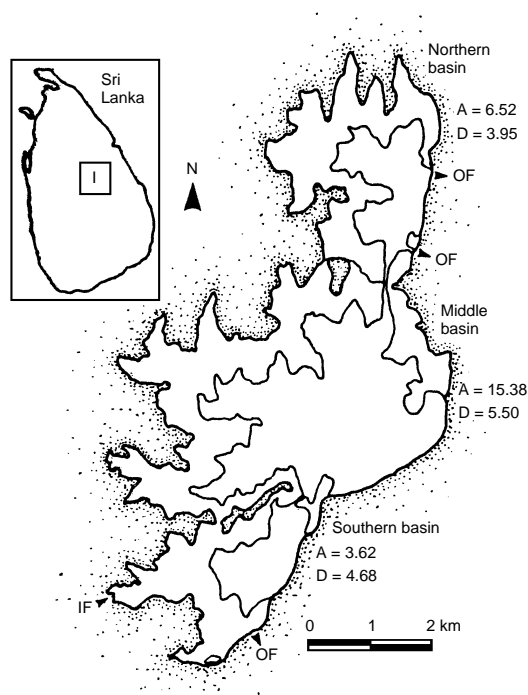 Sri
Lanka
I
N
Northern
basin
A = 6.52
D = 3.95
OF
OF
Middle
basin
A = 15.38
D = 5.50
Southern basin
A = 3.62
D = 4.68
IF
OF
0 1 2 km